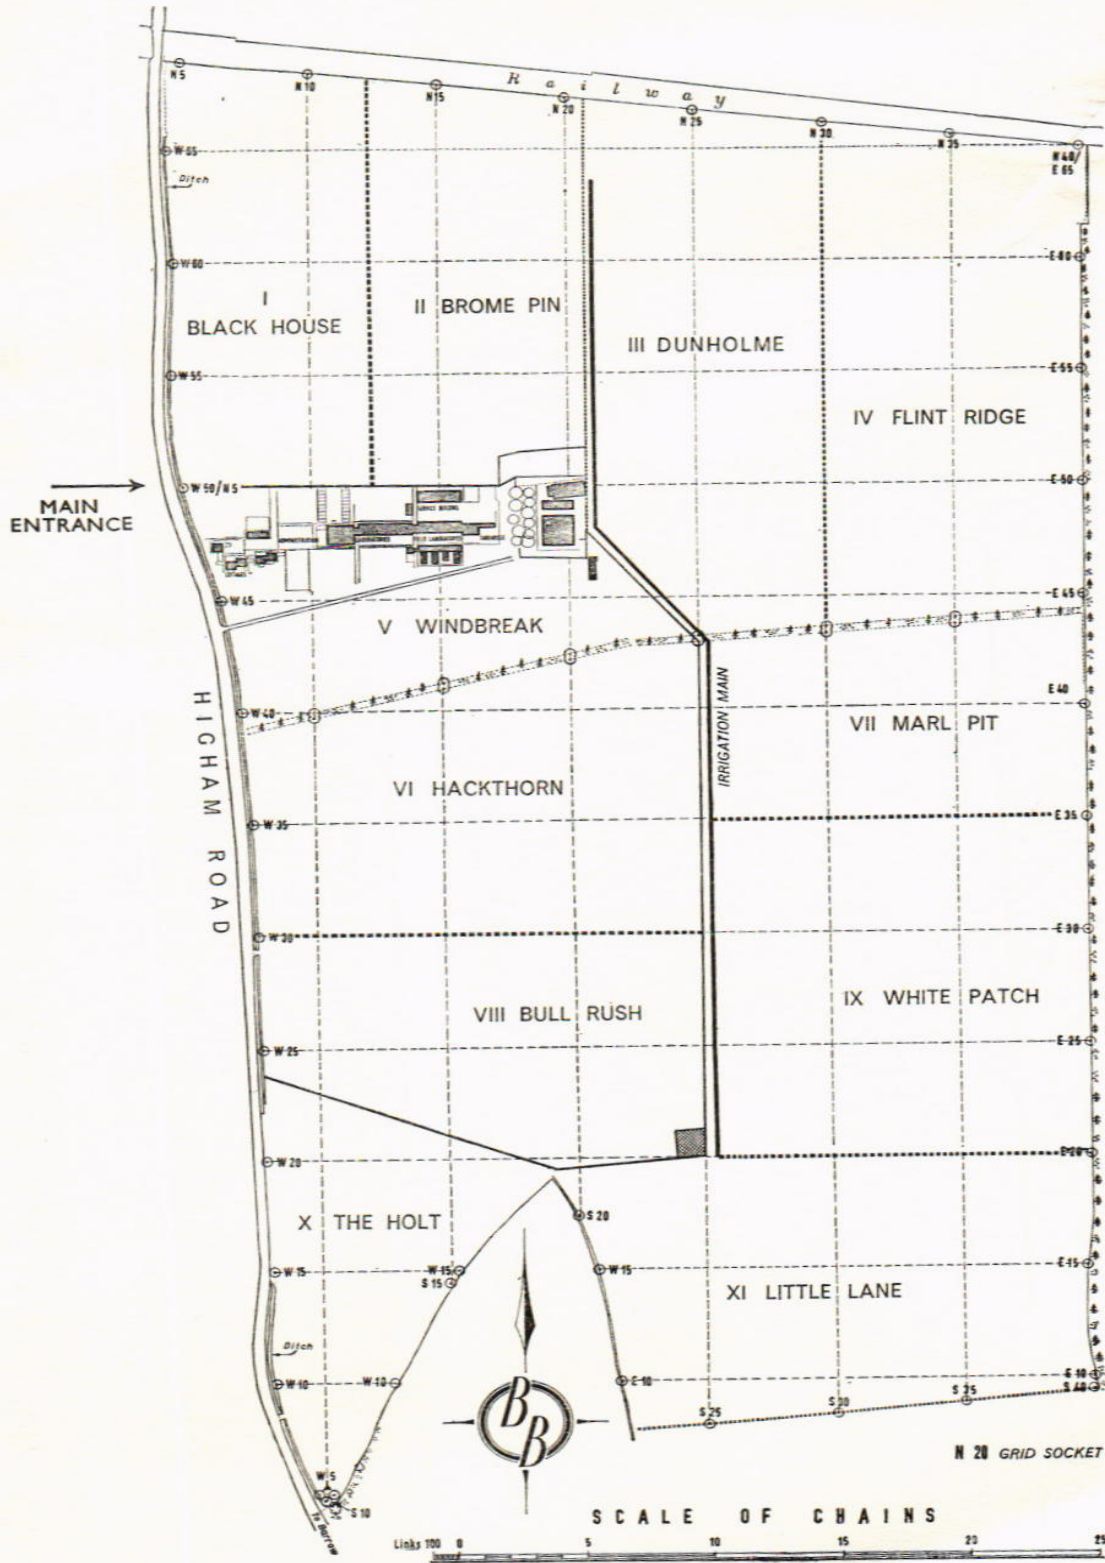 Railway
N 5
N 10
N 15
N 20
N 25
N 30
N 35
N 40/
E 65
W 65
Ditch
W 60
E 60
I
BLACK HOUSE
II BROME PIN
III DUNHOLME
W 55
E 55
IV FLINT RIDGE
MAIN
ENTRANCE
W 50/N 5
E 50
W 45
E 45
V WINDBREAK
HIGHAM ROAD
W 40
E 40
IRRIGATION MAIN
VII MARL PIT
VI HACKTHORN
W 35
E 35
W 30
E 30
VIII BULL RUSH
IX WHITE PATCH
W 25
E 25
W 20
E 20
X THE HOLT
S 20
W 15
W 15
S 15
W 15
E 15
XI LITTLE LANE
Ditch
W 10
W 10
E 10
E 10
S 40
S 25
S 30
S 35
BB
N 20 GRID SOCKET
W 5
S 10
To Barrow
SCALE OF CHAINS
Links 100 0 5 10 15 20 25